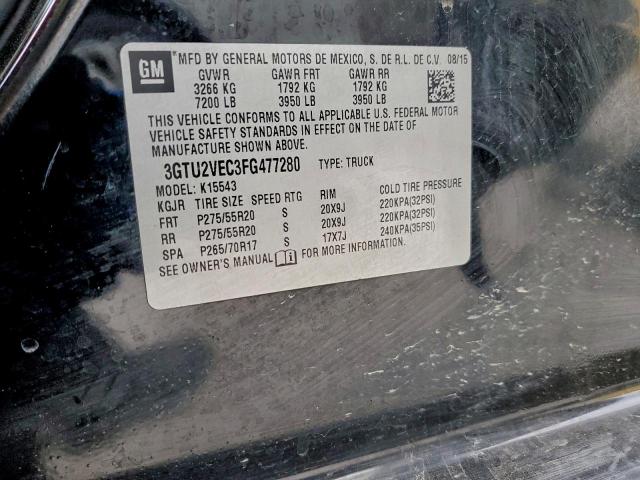 GM
MFD BY GENERAL MOTORS DE MEXICO, S. DE R.L. DE C.V. 08/15
GVWR GAWR FRT GAWR RR
3266 KG 1792 KG 1792 KG
7200 LB 3950 LB 3950 LB
THIS VEHICLE CONFORMS TO ALL APPLICABLE U.S. FEDERAL MOTOR
VEHICLE SAFETY STANDARDS IN EFFECT ON THE DATE OF
MANUFACTURE SHOWN ABOVE.
3GTU2VEC3FG477280 TYPE: TRUCK
MODEL: K15543
KGJR TIRE SIZE SPEED RTG RIM COLD TIRE PRESSURE
FRT P275/55R20 S 20X9J 220KPA(32PSI)
RR P275/55R20 S 20X9J 220KPA(32PSI)
SPA P265/70R17 S 17X7J 240KPA(35PSI)
SEE OWNER'S MANUAL FOR MORE INFORMATION.